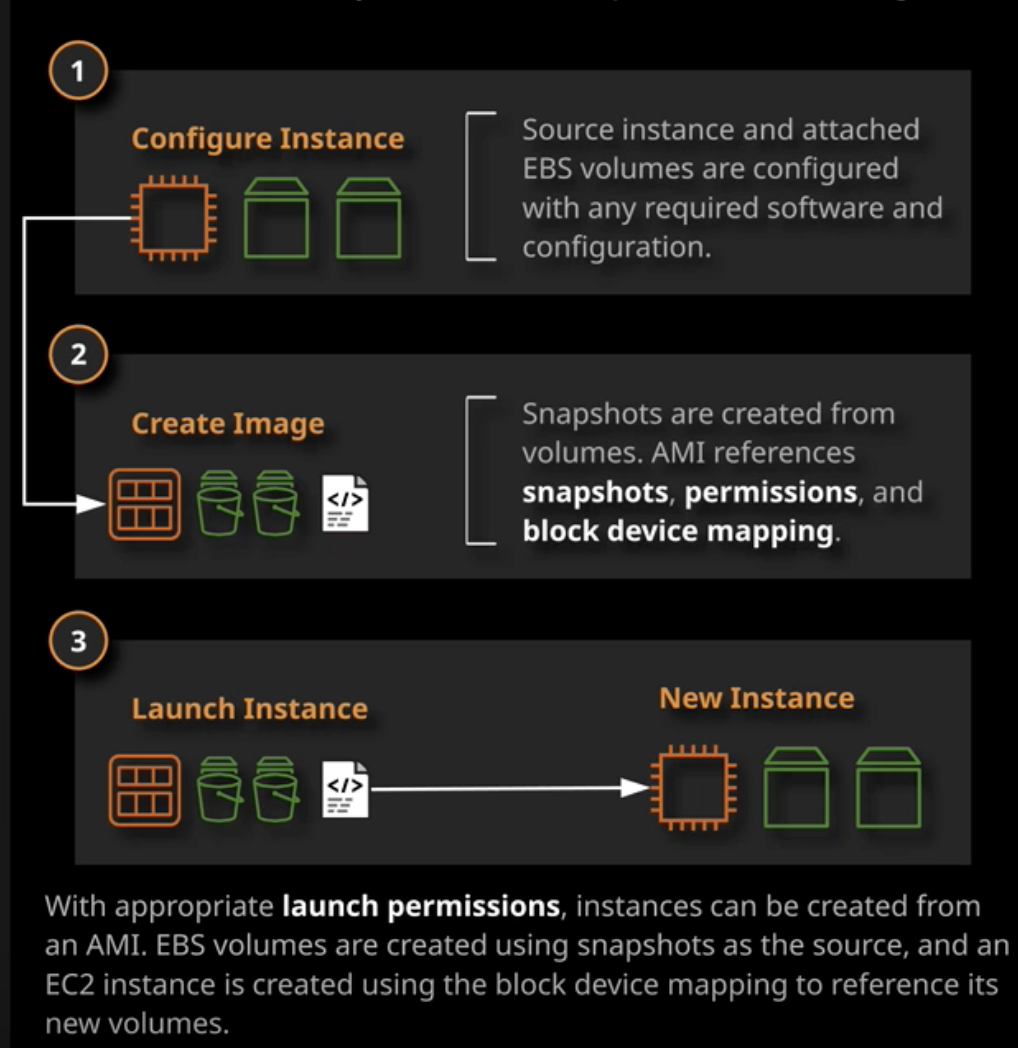 1
Configure Instance
Source instance and attached
EBS volumes are configured
with any required software and
configuration.
2
Create Image
</>
Snapshots are created from
volumes. AMI references
snapshots, permissions, and
block device mapping.
3
Launch Instance
</>
New Instance
With appropriate launch permissions, instances can be created from
an AMI. EBS volumes are created using snapshots as the source, and an
EC2 instance is created using the block device mapping to reference its
new volumes.